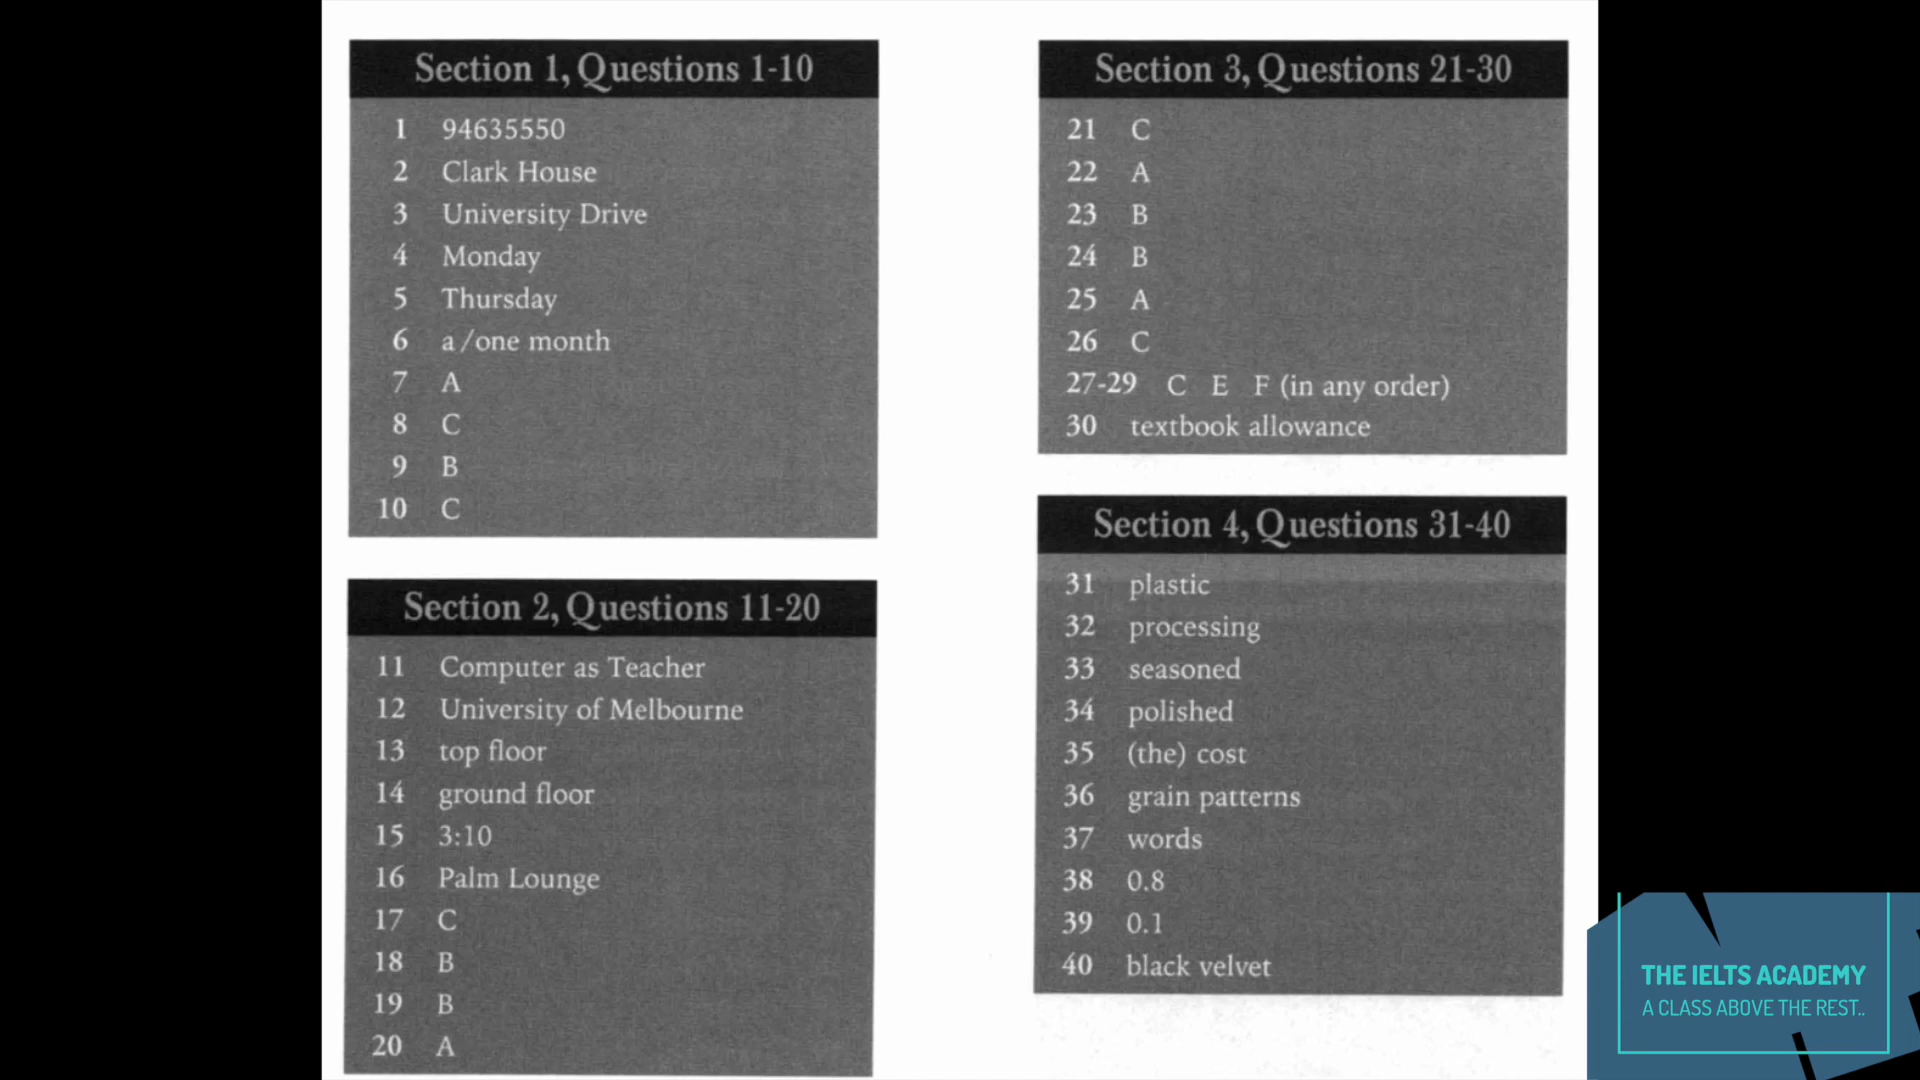 Section 1, Questions 1-10
1 94635550
2 Clark House
3 University Drive
4 Monday
5 Thursday
6 a/one month
7 A
8 C
9 B
10 C
Section 2, Questions 11-20
11 Computer as Teacher
12 University of Melbourne
13 top floor
14 ground floor
15 3:10
16 Palm Lounge
17 C
18 B
19 B
20 A
Section 3, Questions 21-30
21 C
22 A
23 B
24 B
25 A
26 C
27-29 C E F (in any order)
30 textbook allowance
Section 4, Questions 31-40
31 plastic
32 processing
33 seasoned
34 polished
35 (the) cost
36 grain patterns
37 words
38 0.8
39 0.1
40 black velvet
THE IELTS ACADEMY
A CLASS ABOVE THE REST..